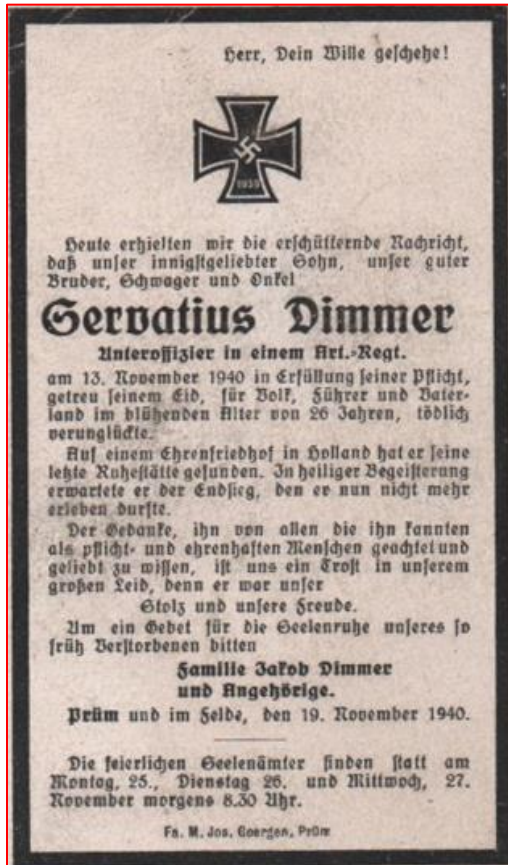 Herr, Dein Wille geschehe!
1939
Heute erhielten wir die erschütternde Nachricht,
daß unser innigstgeliebter Sohn, unser guter
Bruder, Schwager und Onkel
Servatius Dimmer
Unteroffizier in einem Art.-Regt.
am 13. November 1940 in Erfüllung seiner Pflicht,
getreu seinem Eid, für Volk, Führer und Vater-
land im blühenden Alter von 26 Jahren, tödlich
verunglückte.
Auf einem Ehrenfriedhof in Holland hat er seine
letzte Ruhestätte gefunden. In heiliger Begeisterung
erwartete er der Endsieg, den er nun nicht mehr
erleben durfte.
Der Gedanke, ihn von allen die ihn kannten
als pflicht- und ehrenhaften Menschen geachtet und
geliebt zu wissen, ist uns ein Trost in unserem
großen Leid, denn er war unser
Stolz und unsere Freude.
Um ein Gebet für die Seelenruhe unseres so
früh Verstorbenen bitten
Familie Jakob Dimmer
und Angehörige.
Prüm und im Felde, den 19. November 1940.
Die feierlichen Seelenämter finden statt am
Montag, 25., Dienstag 26. und Mittwoch, 27.
November morgens 8.30 Uhr.
Fa. M. Jos. Goergen, Prüm